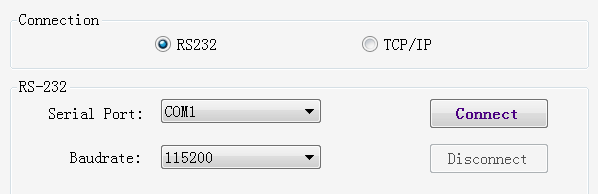 Connection
RS232 TCP/IP
RS-232
Serial Port: COM1 Connect
Baudrate: 115200 Disconnect